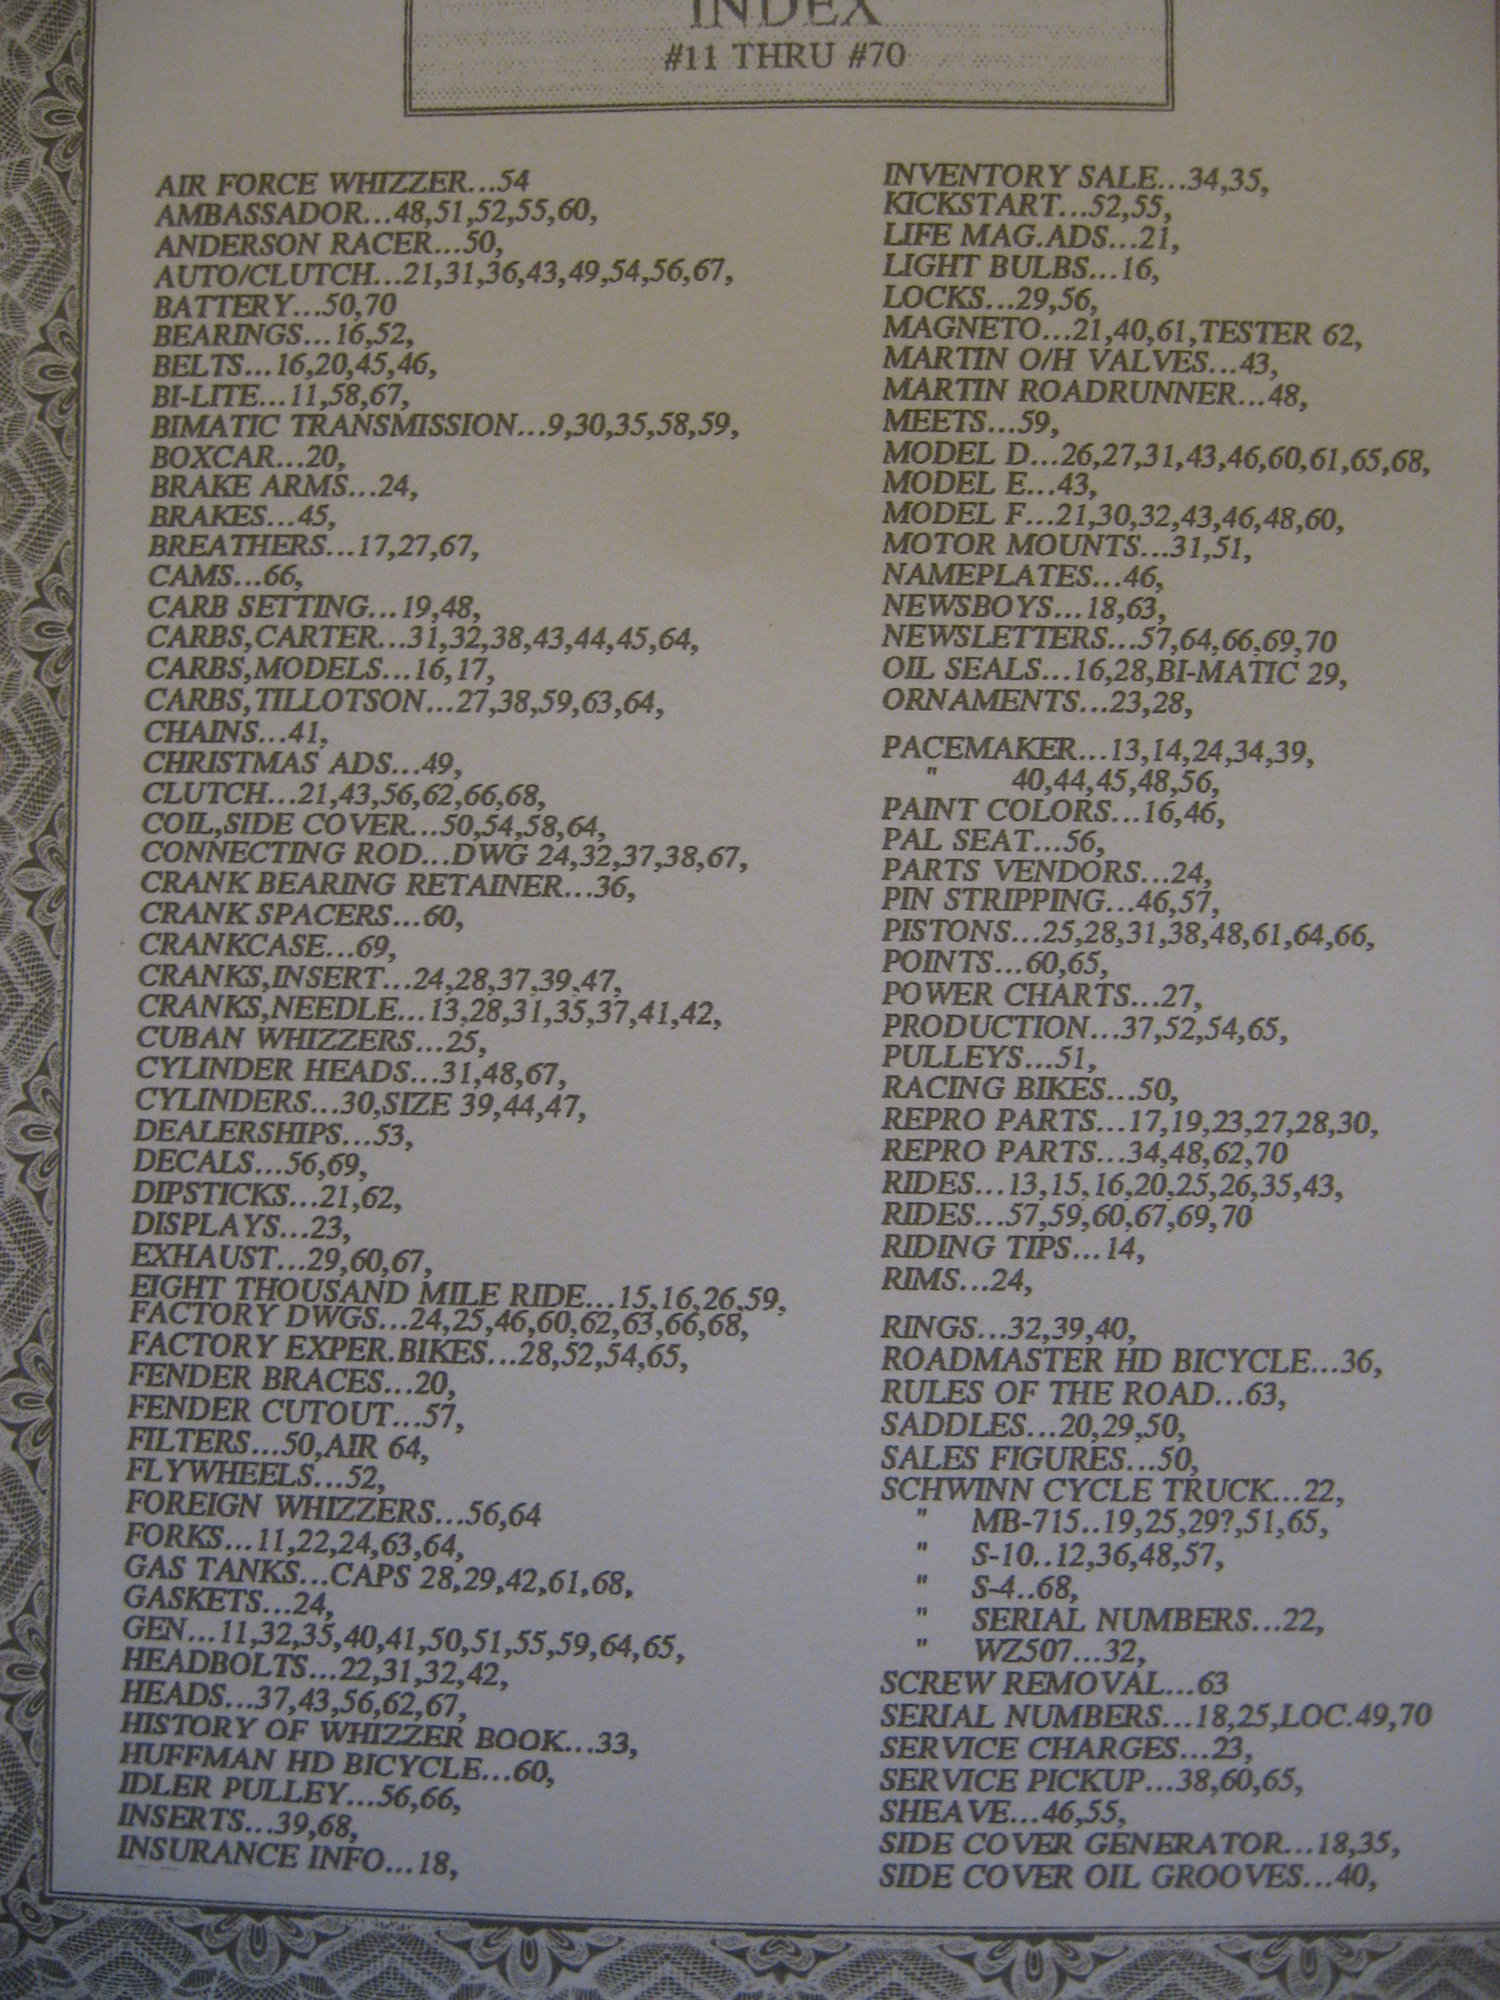 INDEX
#11 THRU #70
AIR FORCE WHIZZER...54
AMBASSADOR...48,51,52,55,60,
ANDERSON RACER...50,
AUTO/CLUTCH...21,31,36,43,49,54,56,67,
BATTERY...50,70
BEARINGS...16,52,
BELTS...16,20,45,46,
BI-LITE...11,58,67,
BIMATIC TRANSMISSION...9,30,35,58,59,
BOXCAR...20,
BRAKE ARMS...24,
BRAKES...45,
BREATHERS...17,27,67,
CAMS...66,
CARB SETTING...19,48,
CARBS,CARTER...31,32,38,43,44,45,64,
CARBS,MODELS...16,17,
CARBS,TILLOTSON...27,38,59,63,64,
CHAINS...41,
CHRISTMAS ADS...49,
CLUTCH...21,43,56,62,66,68,
COIL,SIDE COVER...50,54,58,64,
CONNECTING ROD...DWG 24,32,37,38,67,
CRANK BEARING RETAINER...36,
CRANK SPACERS...60,
CRANKCASE...69,
CRANKS,INSERT...24,28,37,39,47,
CRANKS,NEEDLE...13,28,31,35,37,41,42,
CUBAN WHIZZERS...25,
CYLINDER HEADS...31,48,67,
CYLINDERS...30,SIZE 39,44,47,
DEALERSHIPS...53,
DECALS...56,69,
DIPSTICKS...21,62,
DISPLAYS...23,
EXHAUST...29,60,67,
EIGHT THOUSAND MILE RIDE...15,16,26,59,
FACTORY DWGS...24,25,46,60,62,63,66,68,
FACTORY EXPER.BIKES...28,52,54,65,
FENDER BRACES...20,
FENDER CUTOUT...57,
FILTERS...50,AIR 64,
FLYWHEELS...52,
FOREIGN WHIZZERS...56,64
FORKS...11,22,24,63,64,
GAS TANKS...CAPS 28,29,42,61,68,
GASKETS...24,
GEN...11,32,35,40,41,50,51,55,59,64,65,
HEADBOLTS...22,31,32,42,
HEADS...37,43,56,62,67,
HISTORY OF WHIZZER BOOK...33,
HUFFMAN HD BICYCLE...60,
IDLER PULLEY...56,66,
INSERTS...39,68,
INSURANCE INFO...18,
INVENTORY SALE...34,35,
KICKSTART...52,55,
LIFE MAG.ADS...21,
LIGHT BULBS...16,
LOCKS...29,56,
MAGNETO...21,40,61,TESTER 62,
MARTIN O/H VALVES...43,
MARTIN ROADRUNNER...48,
MEETS...59,
MODEL D...26,27,31,43,46,60,61,65,68,
MODEL E...43,
MODEL F...21,30,32,43,46,48,60,
MOTOR MOUNTS...31,51,
NAMEPLATES...46,
NEWSBOYS...18,63,
NEWSLETTERS...57,64,66,69,70
OIL SEALS...16,28,BI-MATIC 29,
ORNAMENTS...23,28,
PACEMAKER...13,14,24,34,39,
" 40,44,45,48,56,
PAINT COLORS...16,46,
PAL SEAT...56,
PARTS VENDORS...24,
PIN STRIPPING...46,57,
PISTONS...25,28,31,38,48,61,64,66,
POINTS...60,65,
POWER CHARTS...27,
PRODUCTION...37,52,54,65,
PULLEYS...51,
RACING BIKES...50,
REPRO PARTS...17,19,23,27,28,30,
REPRO PARTS...34,48,62,70
RIDES...13,15,16,20,25,26,35,43,
RIDES...57,59,60,67,69,70
RIDING TIPS...14,
RIMS...24,
RINGS...32,39,40,
ROADMASTER HD BICYCLE...36,
RULES OF THE ROAD...63,
SADDLES...20,29,50,
SALES FIGURES...50,
SCHWINN CYCLE TRUCK...22,
" MB-715..19,25,29?,51,65,
" S-10..12,36,48,57,
" S-4..68,
" SERIAL NUMBERS...22,
" WZ507...32,
SCREW REMOVAL...63
SERIAL NUMBERS...18,25,LOC.49,70
SERVICE CHARGES...23,
SERVICE PICKUP...38,60,65,
SHEAVE...46,55,
SIDE COVER GENERATOR...18,35,
SIDE COVER OIL GROOVES...40,